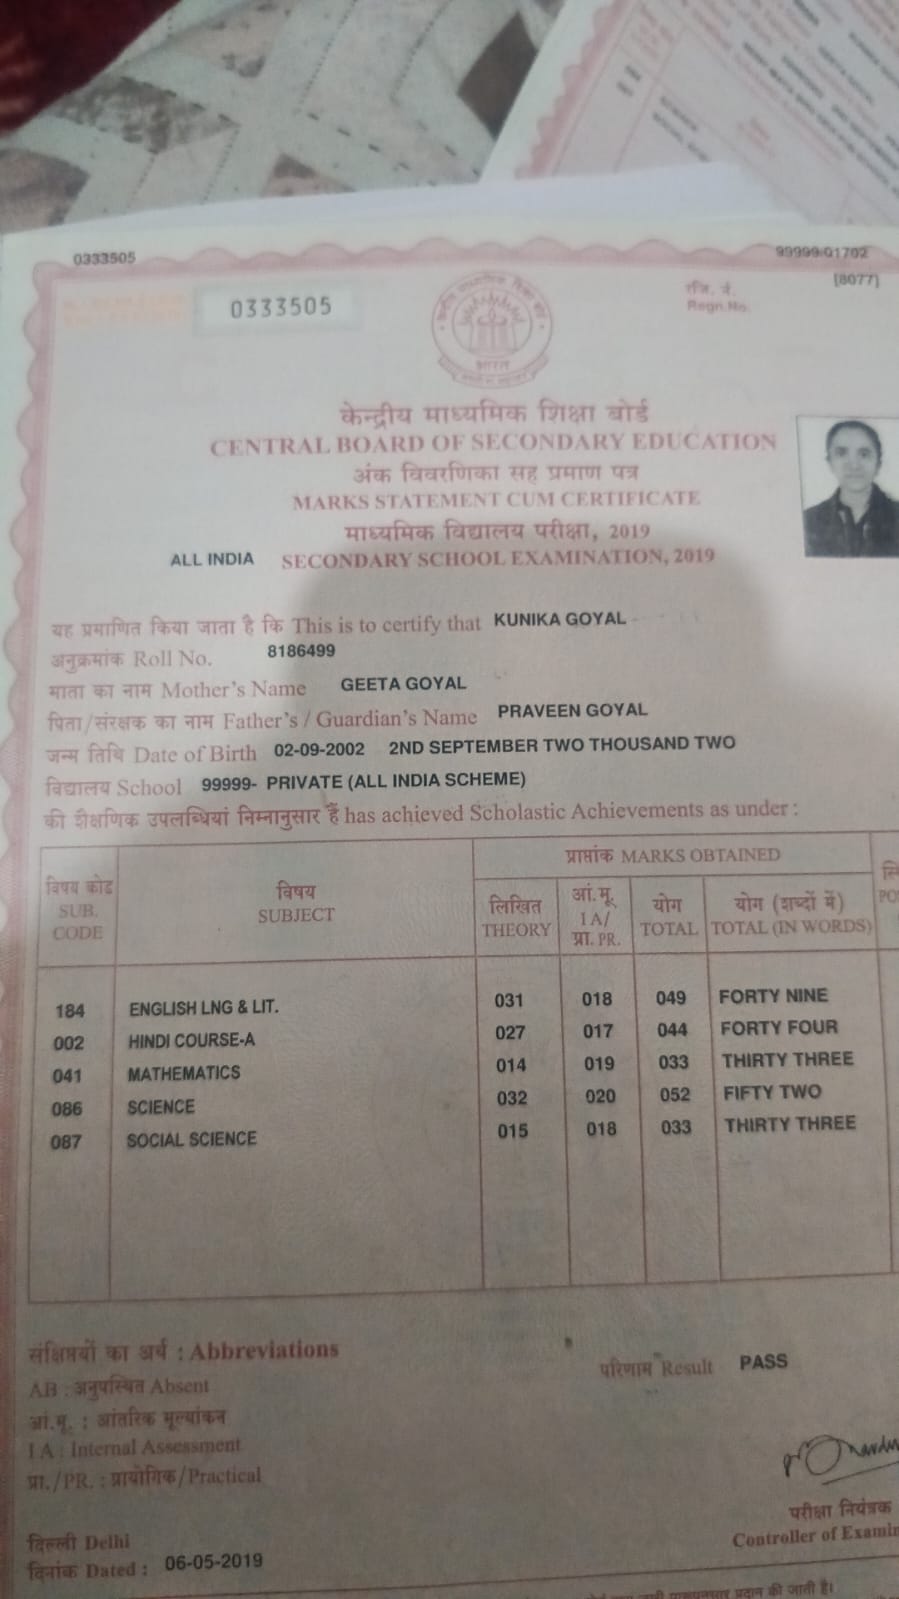 0333505
99999/01702
0333505
रजि. नं.
Regn.No.
[8077]
भारत
केन्द्रीय माध्यमिक शिक्षा बोर्ड
CENTRAL BOARD OF SECONDARY EDUCATION
अंक विवरणिका सह प्रमाण पत्र
MARKS STATEMENT CUM CERTIFICATE
माध्यमिक विद्यालय परीक्षा, 2019
ALL INDIA SECONDARY SCHOOL EXAMINATION, 2019
यह प्रमाणित किया जाता है कि This is to certify that KUNIKA GOYAL
अनुक्रमांक Roll No. 8186499
माता का नाम Mother's Name GEETA GOYAL
पिता/संरक्षक का नाम Father's / Guardian's Name PRAVEEN GOYAL
जन्म तिथि Date of Birth 02-09-2002 2ND SEPTEMBER TWO THOUSAND TWO
विद्यालय School 99999- PRIVATE (ALL INDIA SCHEME)
की शैक्षणिक उपलब्धियां निम्नानुसार हैं has achieved Scholastic Achievements as under :
प्राप्तांक MARKS OBTAINED
विषय कोड SUB. CODE विषय SUBJECT लिखित THEORY आं.मू. I A/ प्रा. PR. योग TOTAL योग (शब्दों में) TOTAL (IN WORDS)
184 ENGLISH LNG & LIT. 031 018 049 FORTY NINE
002 HINDI COURSE-A 027 017 044 FORTY FOUR
041 MATHEMATICS 014 019 033 THIRTY THREE
086 SCIENCE 032 020 052 FIFTY TWO
087 SOCIAL SCIENCE 015 018 033 THIRTY THREE
संक्षिप्तियों का अर्थ : Abbreviations
परिणाम Result PASS
AB : अनुपस्थित Absent
आं.मू. : आंतरिक मूल्यांकन
I A : Internal Assessment
प्रा./PR. : प्रायोगिक/Practical
परीक्षा नियंत्रक
Controller of Examin
दिल्ली Delhi
दिनांक Dated : 06-05-2019
प्रदान की जाती है।